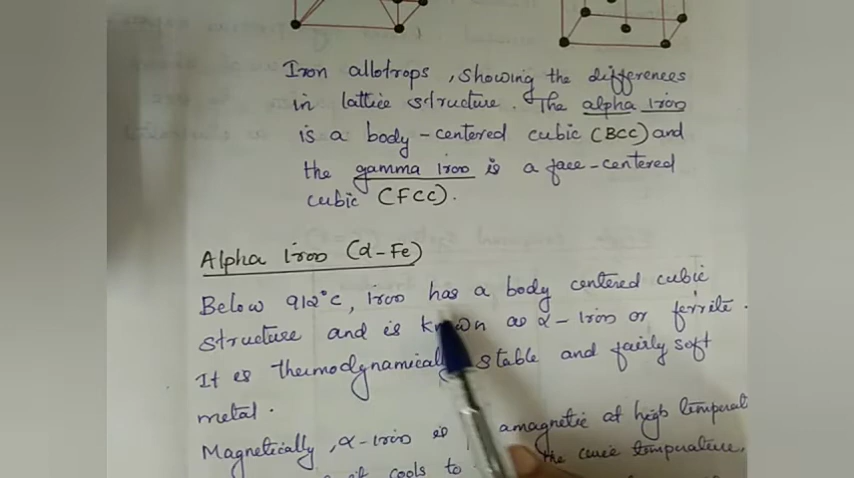 Iron allotrops, showing the differences
in lattice structure. The alpha iron
is a body-centered cubic (BCC) and
the gamma iron is a face-centered
cubic (FCC).
Alpha iron (α-Fe)
Below 912°C, iron has a body centered cubic
structure and is known as α-iron or ferrite.
It is thermodynamically stable and fairly soft
metal.
Magnetically, α-iron is amagnetic at high temperat
cools to the curie temperature,